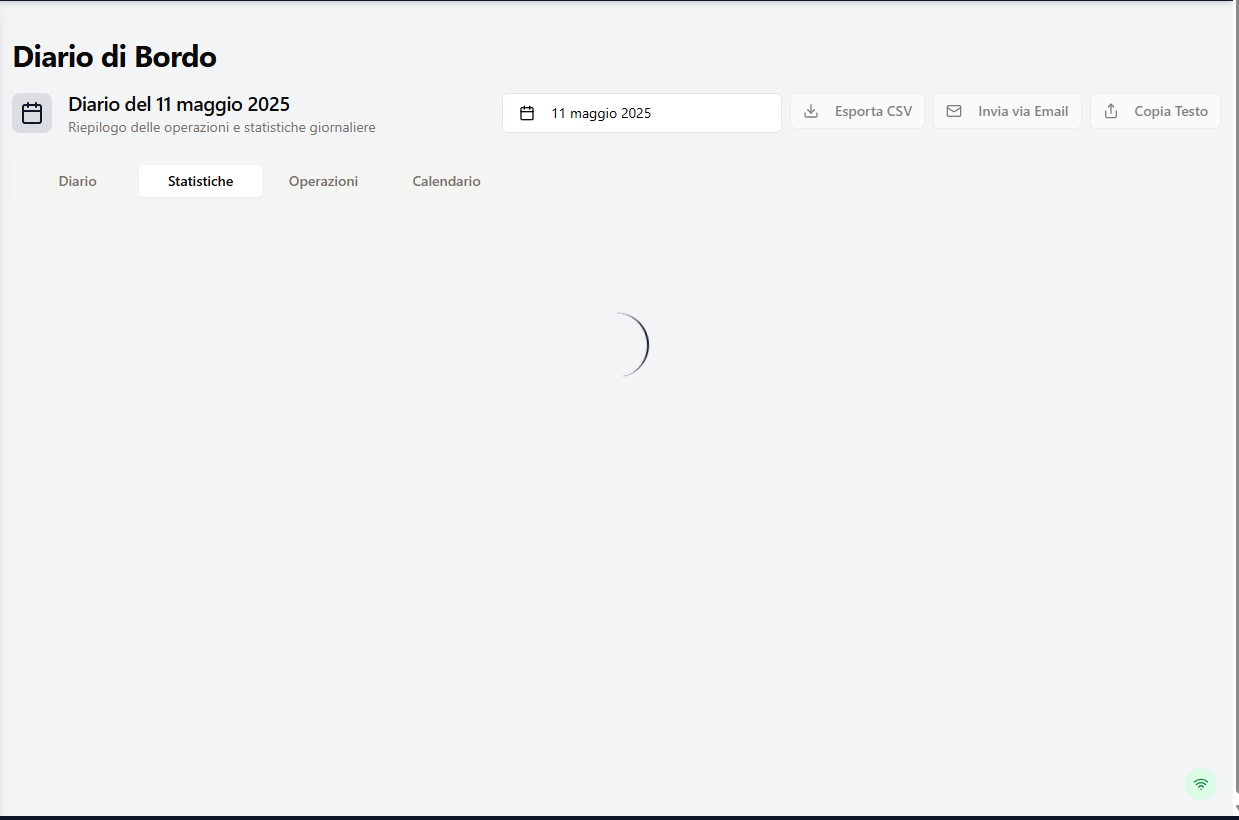 Diario di Bordo
Diario del 11 maggio 2025
Riepilogo delle operazioni e statistiche giornaliere
11 maggio 2025
Esporta CSV
Invia via Email
Copia Testo
Diario
Statistiche
Operazioni
Calendario